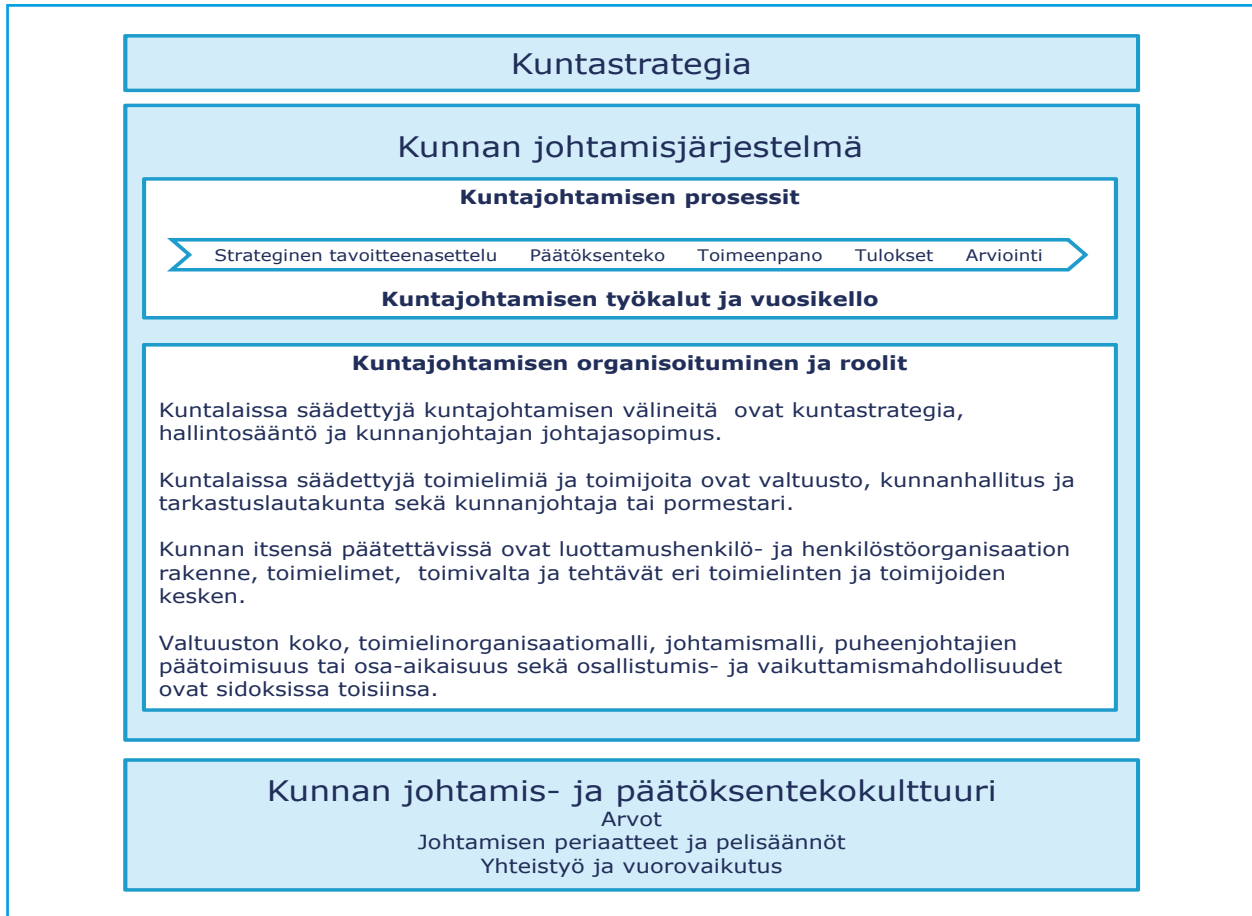 Kuntastrategia
Kunnan johtamisjärjestelmä
Kuntajohtamisen prosessit
Strateginen tavoitteenasettelu Päätöksenteko Toimeenpano Tulokset Arviointi
Kuntajohtamisen työkalut ja vuosikello
Kuntajohtamisen organisoituminen ja roolit
Kuntalaissa säädettyjä kuntajohtamisen välineitä ovat kuntastrategia,
hallintosääntö ja kunnanjohtajan johtajasopimus.
Kuntalaissa säädettyjä toimielimiä ja toimijoita ovat valtuusto, kunnanhallitus ja
tarkastuslautakunta sekä kunnanjohtaja tai pormestari.
Kunnan itsensä päätettävissä ovat luottamushenkilö- ja henkilöstöorganisaation
rakenne, toimielimet, toimivalta ja tehtävät eri toimielinten ja toimijoiden
kesken.
Valtuuston koko, toimielinorganisaatiomalli, johtamismalli, puheenjohtajien
päätoimisuus tai osa-aikaisuus sekä osallistumis- ja vaikuttamismahdollisuudet
ovat sidoksissa toisiinsa.
Kunnan johtamis- ja päätöksentekokulttuuri
Arvot
Johtamisen periaatteet ja pelisäännöt
Yhteistyö ja vuorovaikutus